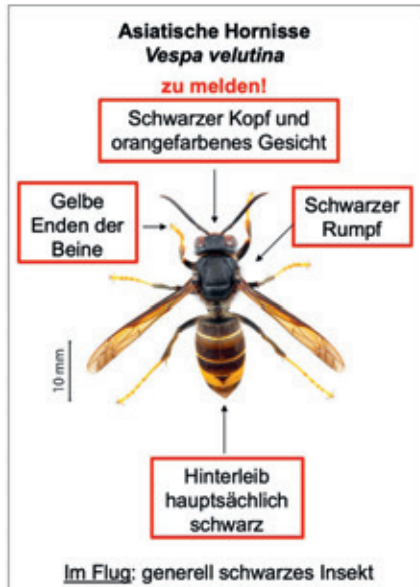 Asiatische Hornisse
Vespa velutina
zu melden!
Schwarzer Kopf und
orangefarbenes Gesicht
Gelbe
Enden der
Beine
Schwarzer
Rumpf
10 mm
Hinterleib
hauptsächlich
schwarz
Im Flug: generell schwarzes Insekt